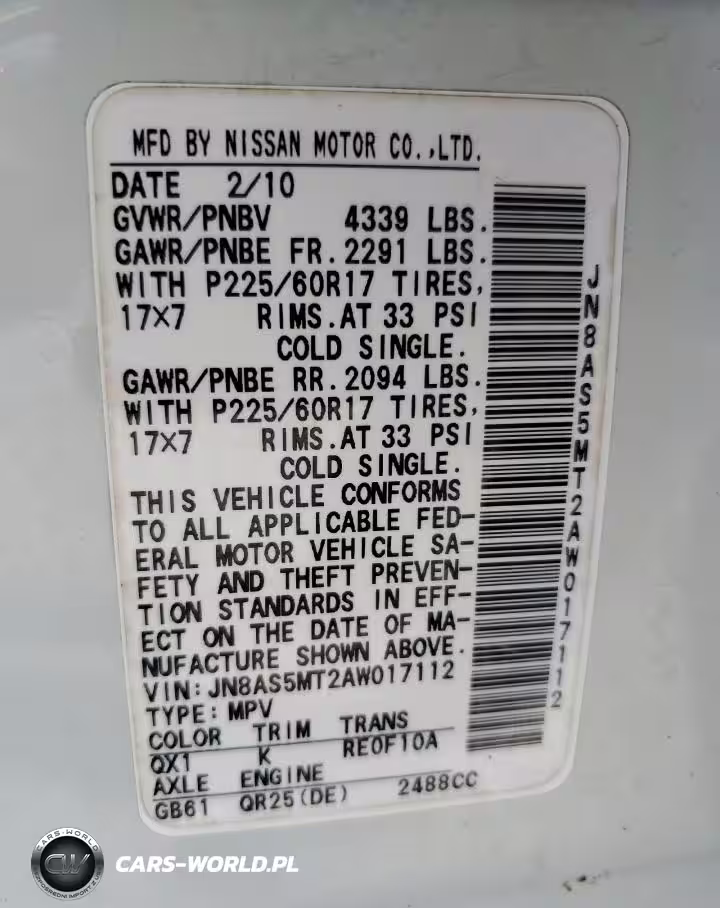 MFD BY NISSAN MOTOR CO.,LTD.
DATE 2/10
GVWR/PNBV 4339 LBS.
GAWR/PNBE FR.2291 LBS.
WITH P225/60R17 TIRES,
17×7 RIMS.AT 33 PSI
COLD SINGLE.
GAWR/PNBE RR.2094 LBS.
WITH P225/60R17 TIRES,
17×7 RIMS.AT 33 PSI
COLD SINGLE.
THIS VEHICLE CONFORMS
TO ALL APPLICABLE FED-
ERAL MOTOR VEHICLE SA-
FETY AND THEFT PREVEN-
TION STANDARDS IN EFF-
ECT ON THE DATE OF MA-
NUFACTURE SHOWN ABOVE.
VIN:JN8AS5MT2AW017112
TYPE:MPV
COLOR TRIM TRANS
QX1 K RE0F10A
AXLE ENGINE
GB61 QR25(DE) 2488CC
JN8AS5MT2AW017112
CARS-WORLD
CW
CARS-WORLD.PL